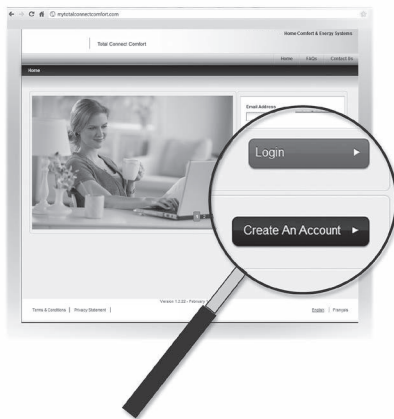 mytotalconnectcomfort.com
Home Comfort & Energy Systems
Total Connect Comfort
Home FAQs Contact Us
Home
Email Address
Login
Create An Account
Terms & Conditions | Privacy Statement |
English | Français